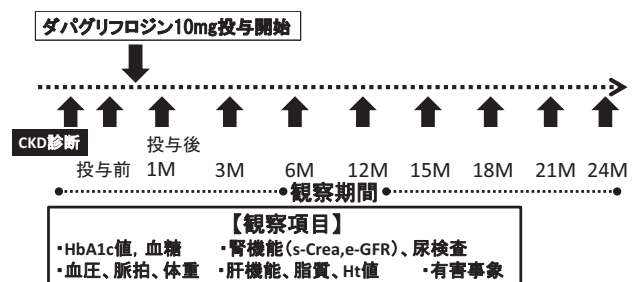 ダパグリフロジン10mg投与開始
CKD診断
投与前
投与後
1M 3M 6M 12M 15M 18M 21M 24M
観察期間
【観察項目】
・HbA1c値, 血糖 ・腎機能(s-Crea,e-GFR)、尿検査
・血圧、脈拍、体重 ・肝機能、脂質、Ht値 ・有害事象